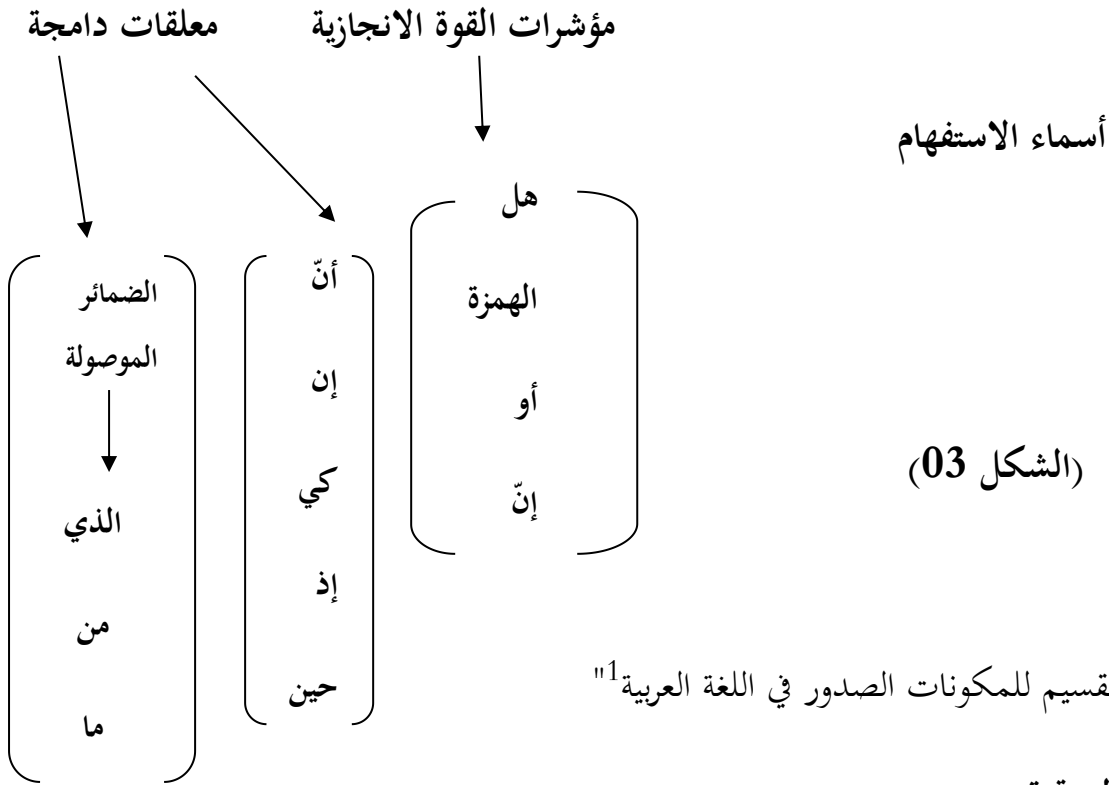 مؤشرات القوة الانجازية
معلقات دامجة
أسماء الاستفهام
هل
الهمزة
أو
إنّ
أنّ
إن
كي
إذ
حين
الضمائر
الموصولة
الذي
من
ما
(الشكل 03)
قسيم للمكونات الصدور في اللغة العربية1"